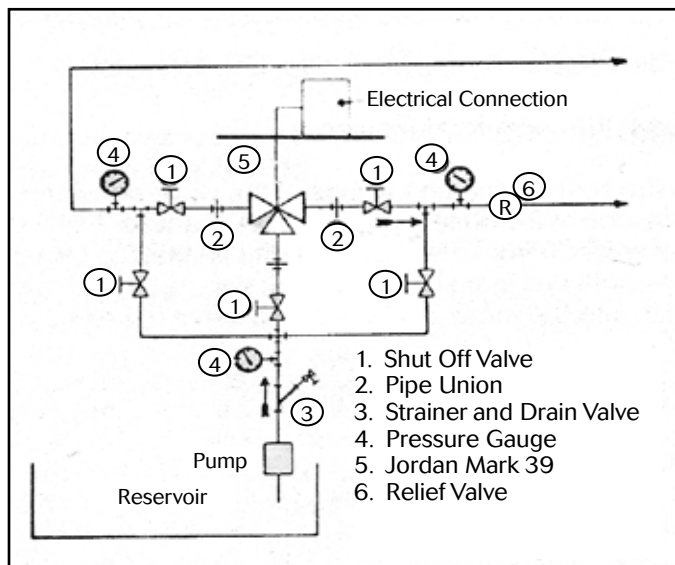 Electrical Connection
4
1
5
1
4
6
R
2
2
1
1
1
4
3
Pump
Reservoir
1. Shut Off Valve
2. Pipe Union
3. Strainer and Drain Valve
4. Pressure Gauge
5. Jordan Mark 39
6. Relief Valve